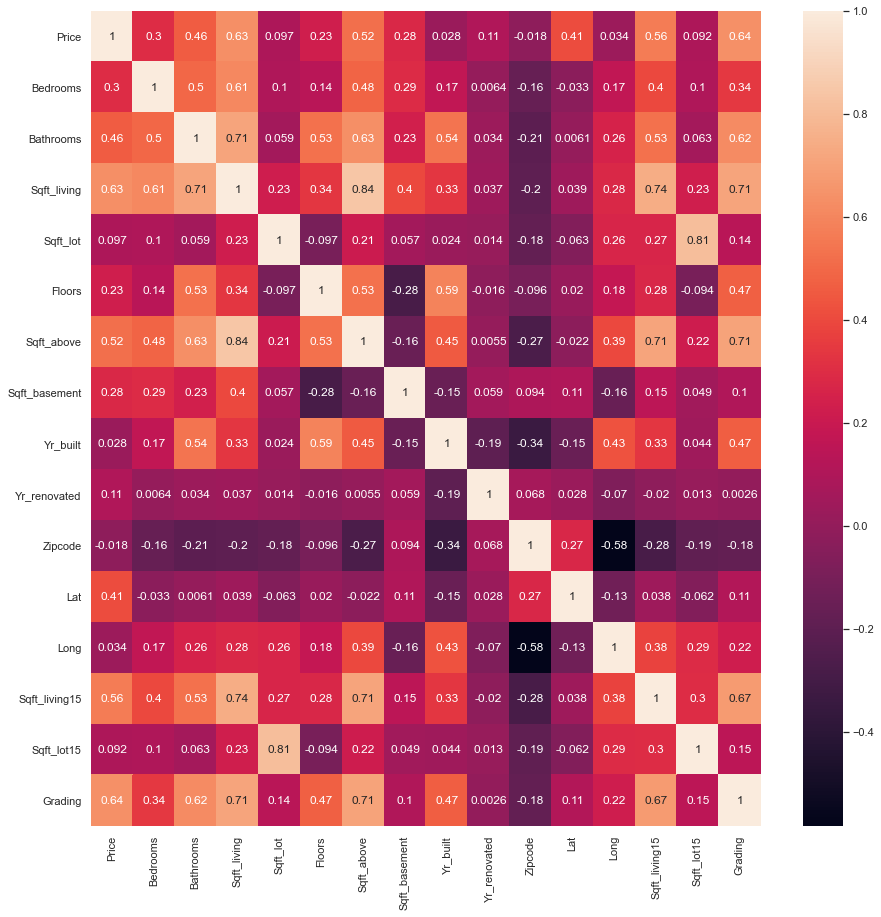 Price 1 0.3 0.46 0.63 0.097 0.23 0.52 0.28 0.028 0.11 -0.018 0.41 0.034 0.56 0.092 0.64
Bedrooms 0.3 1 0.5 0.61 0.1 0.14 0.48 0.29 0.17 0.0064 -0.16 -0.033 0.17 0.4 0.1 0.34
Bathrooms 0.46 0.5 1 0.71 0.059 0.53 0.63 0.23 0.54 0.034 -0.21 0.0061 0.26 0.53 0.063 0.62
Sqft_living 0.63 0.61 0.71 1 0.23 0.34 0.84 0.4 0.33 0.037 -0.2 0.039 0.28 0.74 0.23 0.71
Sqft_lot 0.097 0.1 0.059 0.23 1 -0.097 0.21 0.057 0.024 0.014 -0.18 -0.063 0.26 0.27 0.81 0.14
Floors 0.23 0.14 0.53 0.34 -0.097 1 0.53 -0.28 0.59 -0.016 -0.096 0.02 0.18 0.28 -0.094 0.47
Sqft_above 0.52 0.48 0.63 0.84 0.21 0.53 1 -0.16 0.45 0.0055 -0.27 -0.022 0.39 0.71 0.22 0.71
Sqft_basement 0.28 0.29 0.23 0.4 0.057 -0.28 -0.16 1 -0.15 0.059 0.094 0.11 -0.16 0.15 0.049 0.1
Yr_built 0.028 0.17 0.54 0.33 0.024 0.59 0.45 -0.15 1 -0.19 -0.34 -0.15 0.43 0.33 0.044 0.47
Yr_renovated 0.11 0.0064 0.034 0.037 0.014 -0.016 0.0055 0.059 -0.19 1 0.068 0.028 -0.07 -0.02 0.013 0.0026
Zipcode -0.018 -0.16 -0.21 -0.2 -0.18 -0.096 -0.27 0.094 -0.34 0.068 1 0.27 -0.58 -0.28 -0.19 -0.18
Lat 0.41 -0.033 0.0061 0.039 -0.063 0.02 -0.022 0.11 -0.15 0.028 0.27 1 -0.13 0.038 -0.062 0.11
Long 0.034 0.17 0.26 0.28 0.26 0.18 0.39 -0.16 0.43 -0.07 -0.58 -0.13 1 0.38 0.29 0.22
Sqft_living15 0.56 0.4 0.53 0.74 0.27 0.28 0.71 0.15 0.33 -0.02 -0.28 0.038 0.38 1 0.3 0.67
Sqft_lot15 0.092 0.1 0.063 0.23 0.81 -0.094 0.22 0.049 0.044 0.013 -0.19 -0.062 0.29 0.3 1 0.15
Grading 0.64 0.34 0.62 0.71 0.14 0.47 0.71 0.1 0.47 0.0026 -0.18 0.11 0.22 0.67 0.15 1
Price Bedrooms Bathrooms Sqft_living Sqft_lot Floors Sqft_above Sqft_basement Yr_built Yr_renovated Zipcode Lat Long Sqft_living15 Sqft_lot15 Grading
1.0
0.8
0.6
0.4
0.2
0.0
−0.2
−0.4